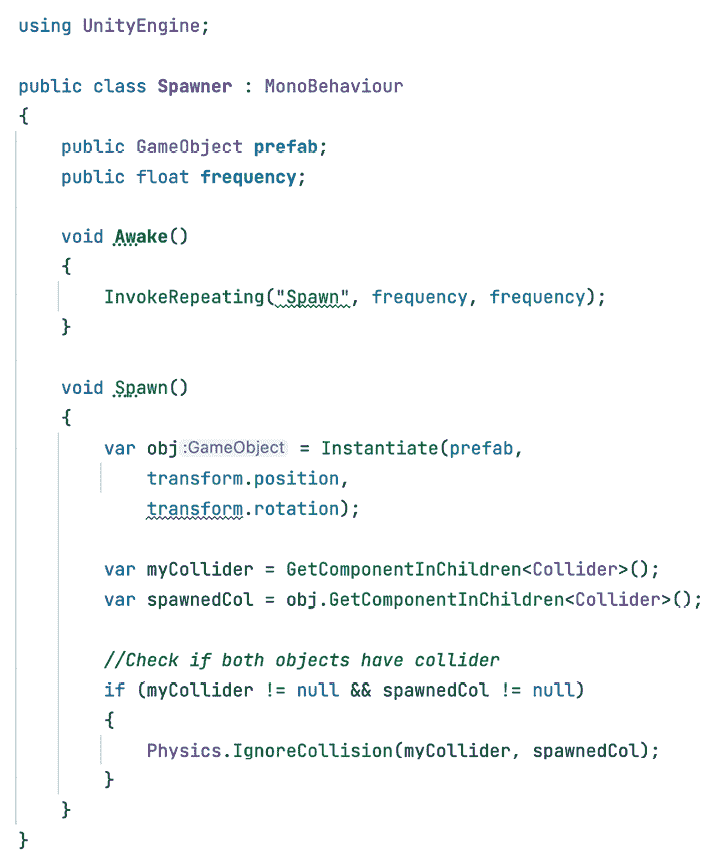 using UnityEngine;
public class Spawner : MonoBehaviour
{
public GameObject prefab;
public float frequency;
void Awake()
{
InvokeRepeating("Spawn", frequency, frequency);
}
void Spawn()
{
var obj :GameObject = Instantiate(prefab,
transform.position,
transform.rotation);
var myCollider = GetComponentInChildren<Collider>();
var spawnedCol = obj.GetComponentInChildren<Collider>();
//Check if both objects have collider
if (myCollider != null && spawnedCol != null)
{
Physics.IgnoreCollision(myCollider, spawnedCol);
}
}
}